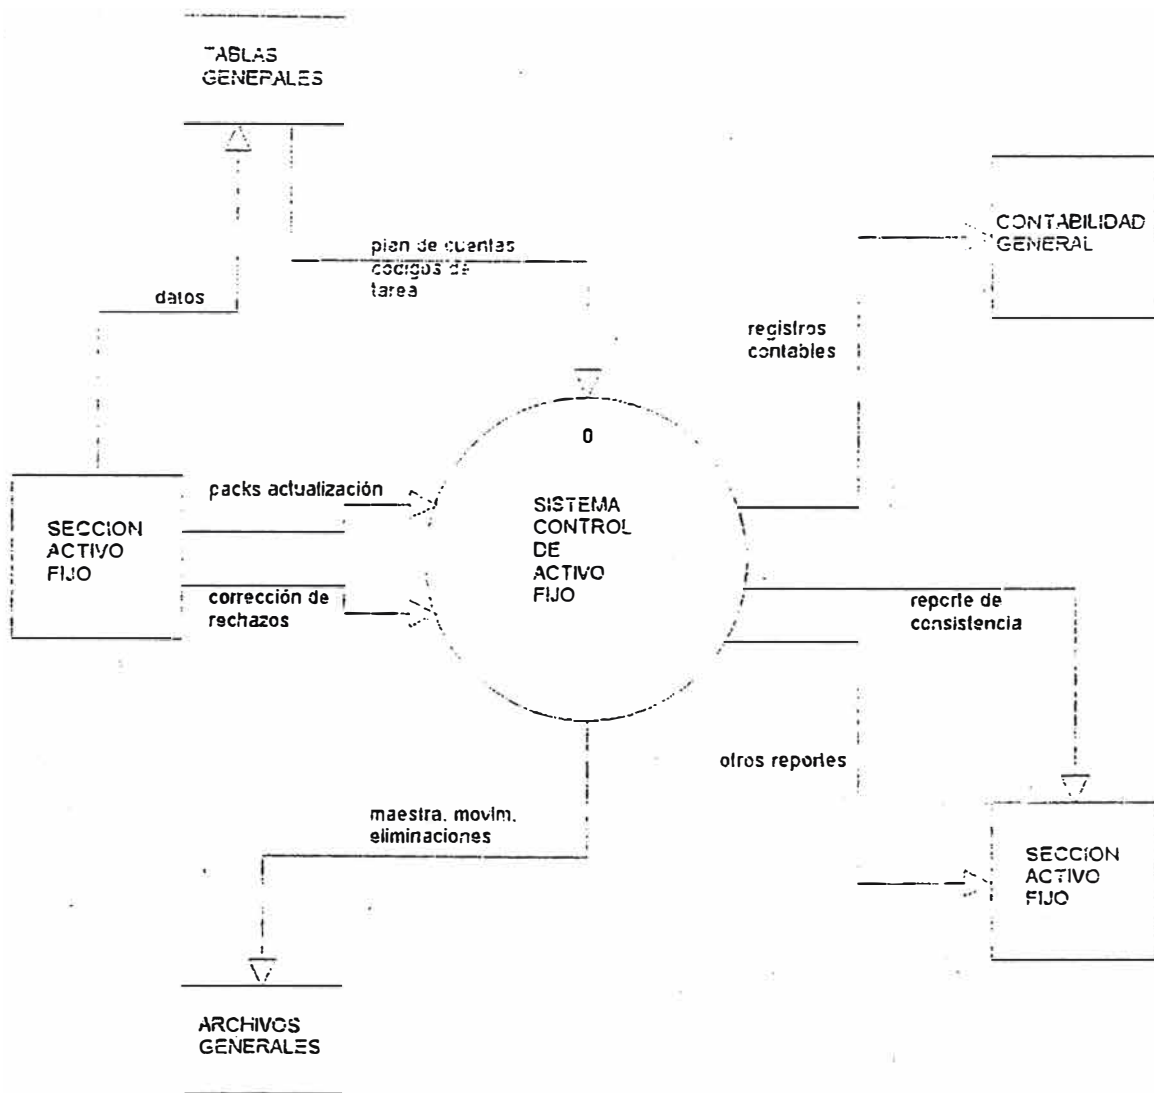 TABLAS
GENERALES
plan de cuentas
codigos de
tarea
datos
CONTABILIDAD
GENERAL
registros
contables
0
packs actualización
SISTEMA
CONTROL
DE
ACTIVO
FIJO
SECCION
ACTIVO
FIJO
corrección de
rechazos
reporte de
consistencia
otros reportes
maestra, movim,
eliminaciones
SECCION
ACTIVO
FIJO
ARCHIVOS
GENERALES